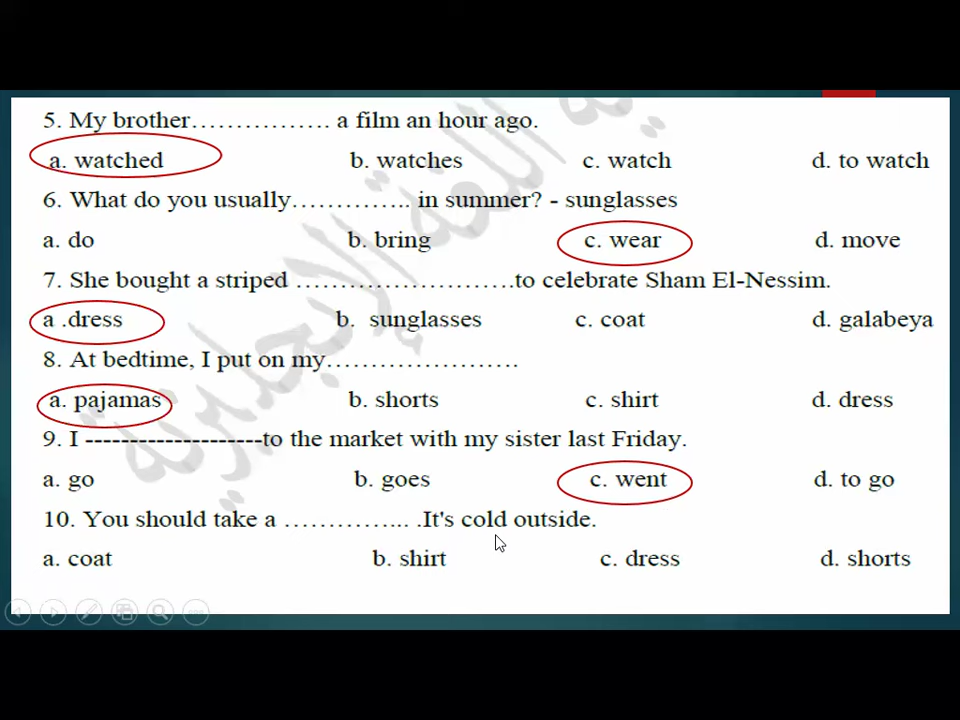 5. My brother……………. a film an hour ago.
a. watched b. watches c. watch d. to watch
6. What do you usually………….. in summer? - sunglasses
a. do b. bring c. wear d. move
7. She bought a striped …………………….to celebrate Sham El-Nessim.
a .dress b. sunglasses c. coat d. galabeya
8. At bedtime, I put on my……………….
a. pajamas b. shorts c. shirt d. dress
9. I --------------------to the market with my sister last Friday.
a. go b. goes c. went d. to go
10. You should take a ………….. .It's cold outside.
a. coat b. shirt c. dress d. shorts